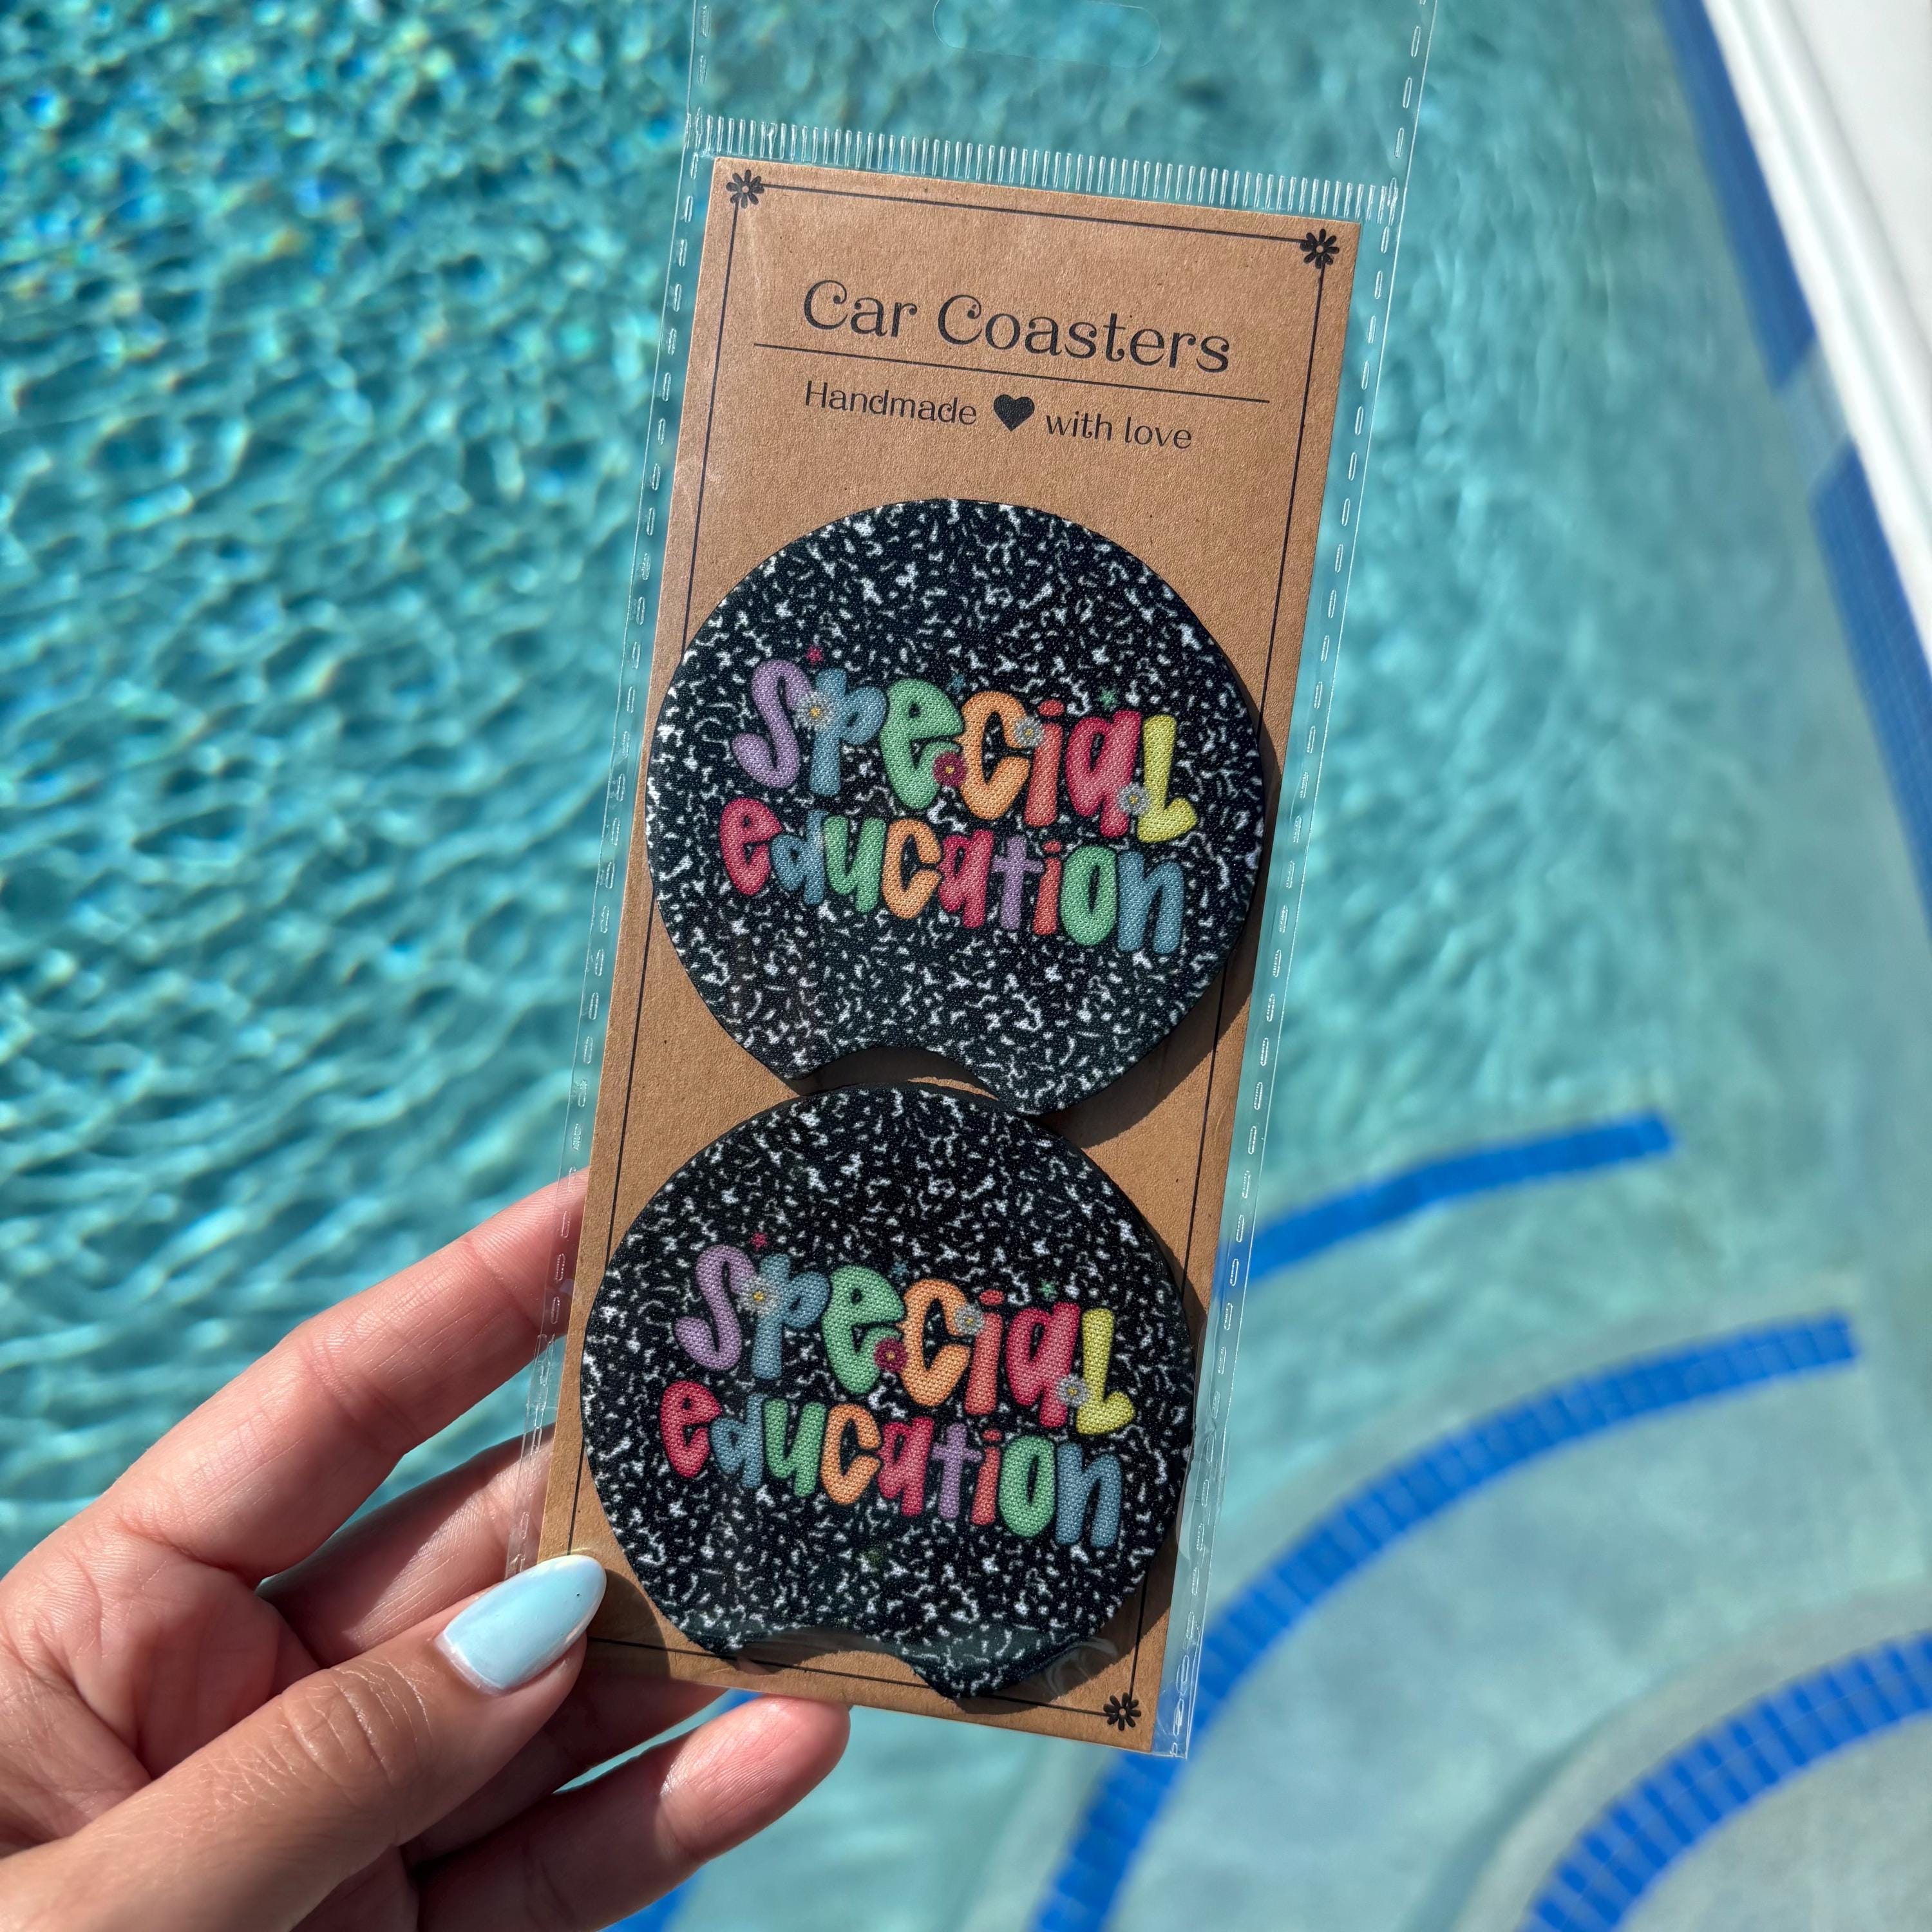 Car Coasters
Handmade with love
special
education
special
education